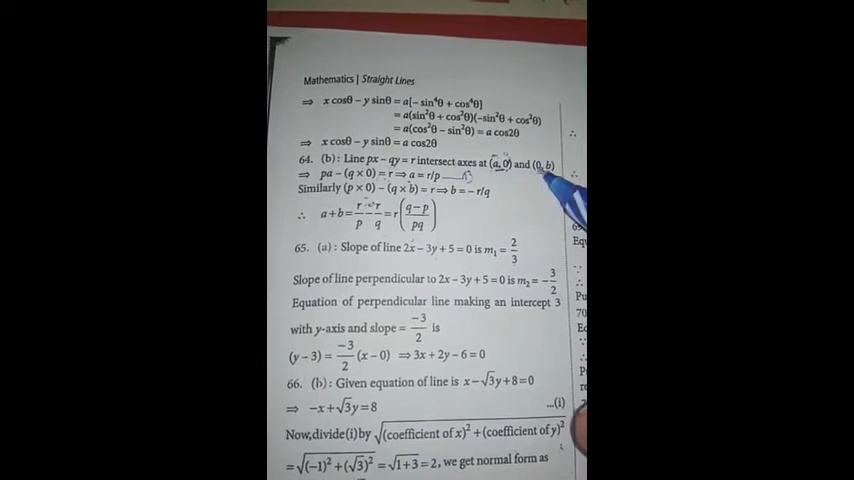 Mathematics | Straight Lines
⇒ x cosθ – y sinθ = a[– sin⁴θ + cos⁴θ]
= a(sin²θ + cos²θ)(–sin²θ + cos²θ)
= a(cos²θ – sin²θ) = a cos2θ
⇒ x cosθ – y sinθ = a cos2θ
64. (b) : Line px – qy = r intersect axes at (a, 0) and (0, b)
⇒ pa – (q × 0) = r ⇒ a = r/p
Similarly (p × 0) – (q × b) = r ⇒ b = – r/q
∴ a + b = r/p – r/q = r((q – p)/pq)
65. (a) : Slope of line 2x – 3y + 5 = 0 is m₁ = 2/3
Slope of line perpendicular to 2x – 3y + 5 = 0 is m₂ = –3/2
Equation of perpendicular line making an intercept 3
with y-axis and slope = –3/2 is
(y – 3) = –3/2 (x – 0) ⇒ 3x + 2y – 6 = 0
66. (b) : Given equation of line is x – √3y + 8 = 0
⇒ –x + √3y = 8 ...(i)
Now, divide (i) by √((coefficient of x)² + (coefficient of y)²)
= √((–1)² + (√3)²) = √(1+3) = 2, we get normal form as
∴
∴
Eq
∵
∴
Pu
70
Ec
∵
∴